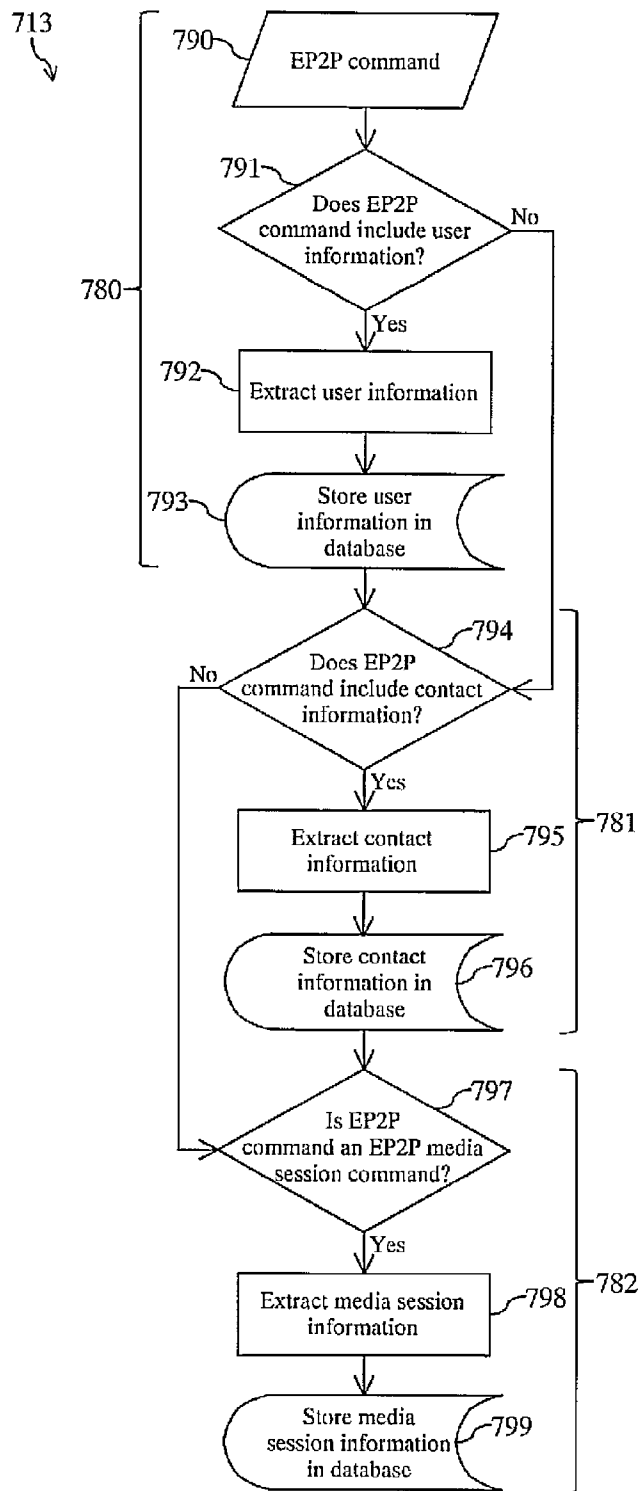 713
790
EP2P command
791
Does EP2P
command include user
information?
No
780
Yes
792
Extract user information
793
Store user
information in
database
794
No
Does EP2P
command include contact
information?
Yes
781
Extract contact
information
795
Store contact
information in
database
796
797
Is EP2P
command an EP2P media
session command?
Yes
782
Extract media session
information
798
Store media
session information
in database
799